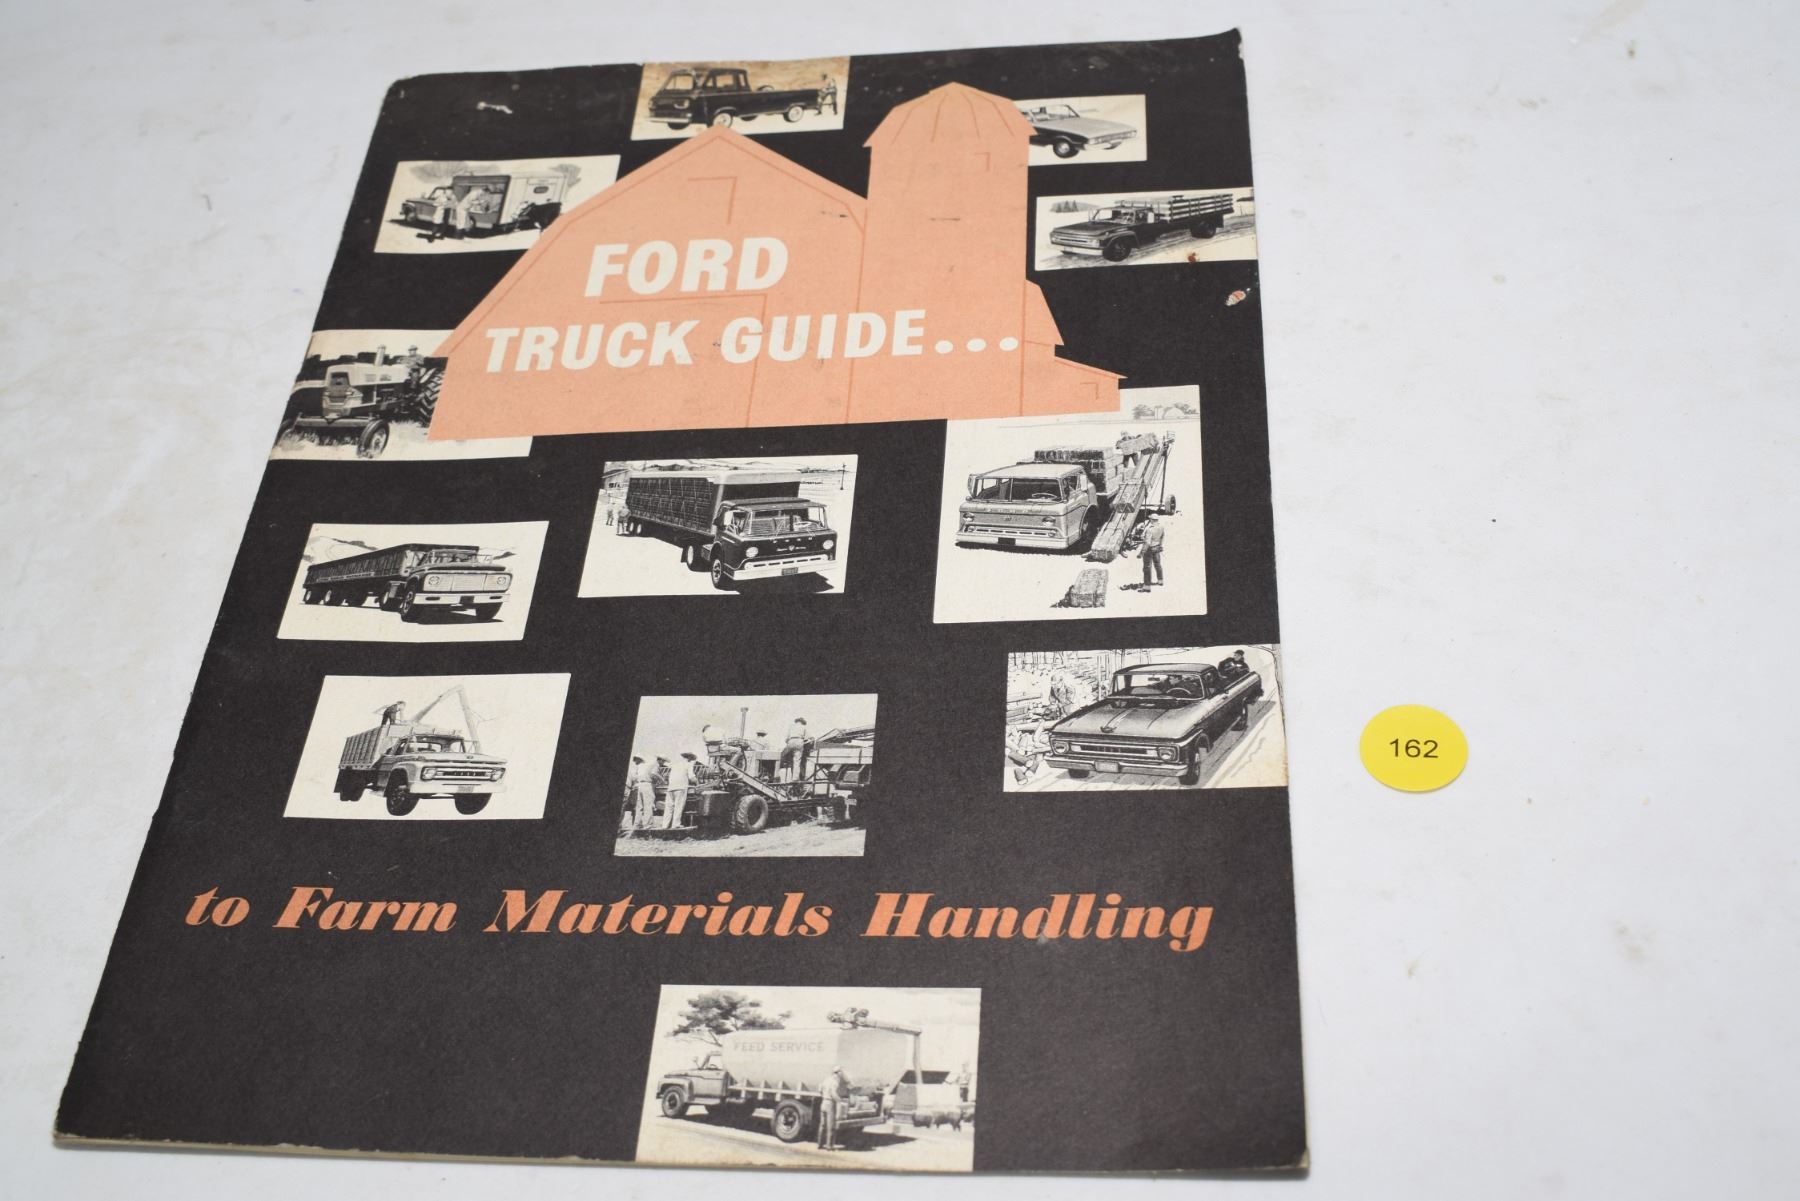 FORD
TRUCK GUIDE...
to Farm Materials Handling
FEED SERVICE
162